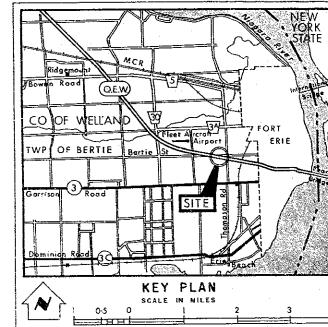 NEW
YORK
STATE
Niagara River
MCR
Ridgemount
5
Bowen Road
Q.E.W.
30
3A
CO OF WELLAND
Fleet Aircraft
Airport
FORT
ERIE
TWP OF BERTIE
Bertie St
3
Garrison Road
SITE
Thompson Rd
Dominion Road
3C
Erie Beach
KEY PLAN
SCALE IN MILES
N
0·5 0 2 3